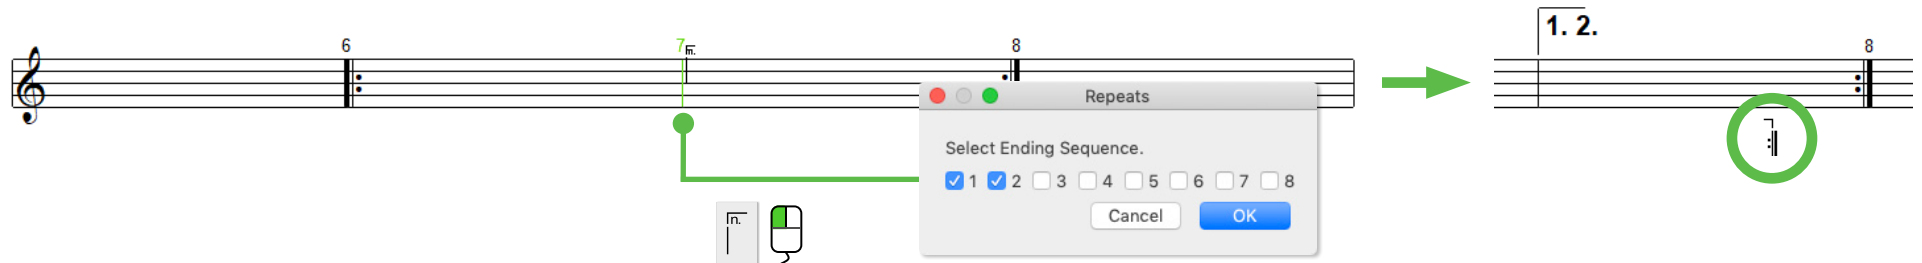 6
7
n.
8
Repeats
Select Ending Sequence.
1 2 3 4 5 6 7 8
Cancel OK
n.
1. 2.
8